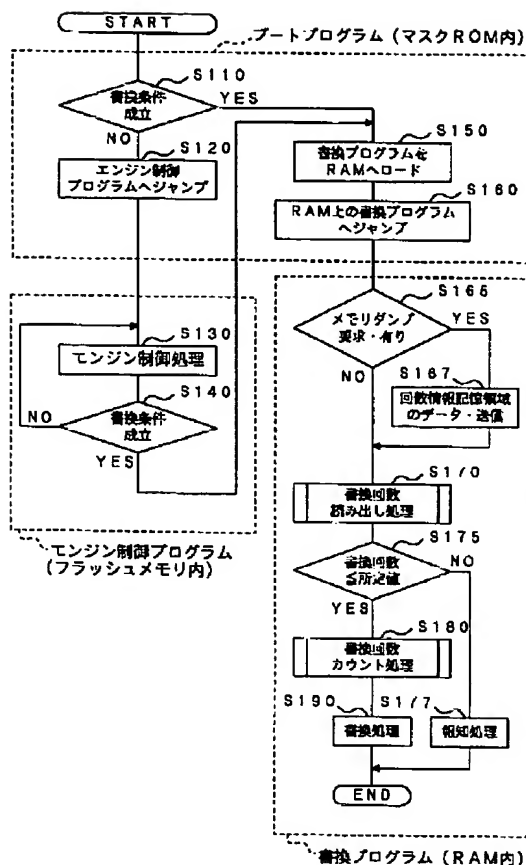 START
ブートプログラム(マスクROM内)
S110
書換条件
成立
YES
NO
S120
エンジン制御
プログラムへジャンプ
S150
書換プログラムを
RAMへロード
S160
RAM上の書換プログラム
へジャンプ
S130
エンジン制御処理
S140
書換条件
成立
NO
YES
エンジン制御プログラム
(フラッシュメモリ内)
S165
メモリダンプ
要求・有り
YES
NO
S167
回数情報記憶領域
のデータ・送信
S170
書換回数
読み出し処理
S175
書換回数
≦所定値
NO
YES
S180
書換回数
カウント処理
S190
書換処理
S177
報知処理
END
書換プログラム(RAM内)